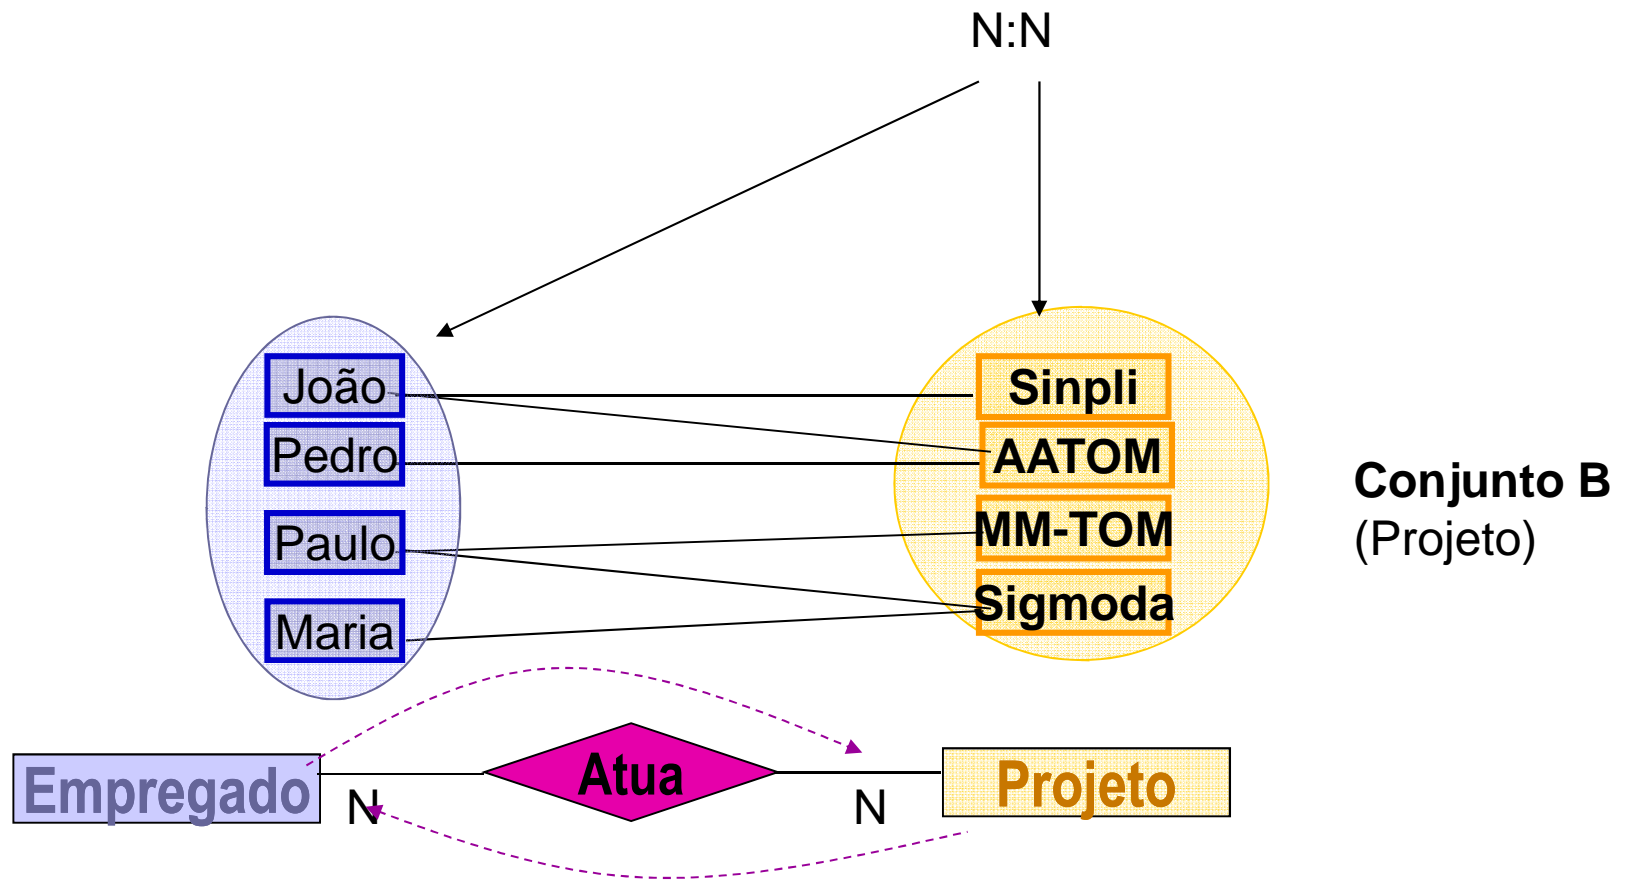 N:N
João
Pedro
Paulo
Maria
Sinpli
AATOM
MM-TOM
Sigmoda
Conjunto B
(Projeto)
Empregado
N
Atua
N
Projeto